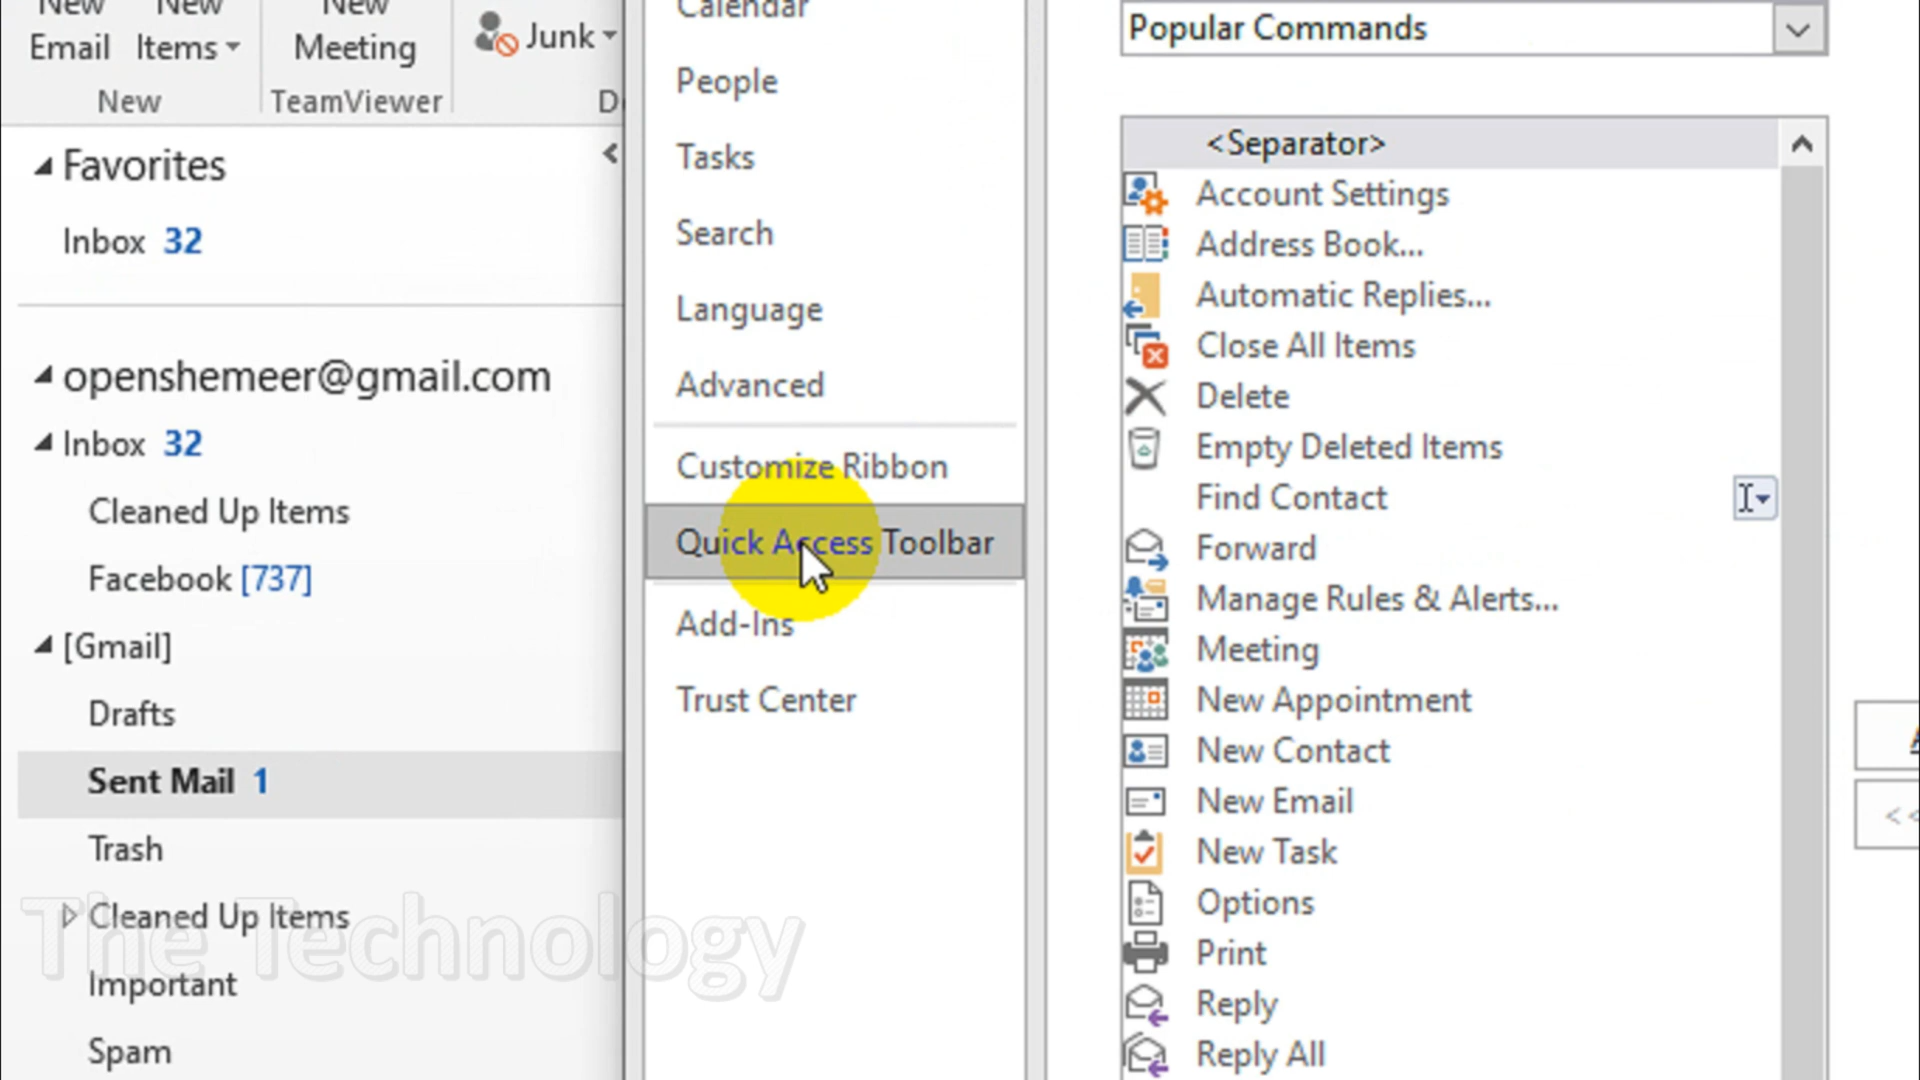 New
Email
New
Items
New
New
Meeting
TeamViewer
Junk
Favorites
Inbox 32
openshemeer@gmail.com
Inbox 32
Cleaned Up Items
Facebook [737]
[Gmail]
Drafts
Sent Mail 1
Trash
Cleaned Up Items
Important
Spam
The Technology
Calendar
People
Tasks
Search
Language
Advanced
Customize Ribbon
Quick Access Toolbar
Add-Ins
Trust Center
Popular Commands
<Separator>
Account Settings
Address Book...
Automatic Replies...
Close All Items
Delete
Empty Deleted Items
Find Contact
Forward
Manage Rules & Alerts...
Meeting
New Appointment
New Contact
New Email
New Task
Options
Print
Reply
Reply All
<<